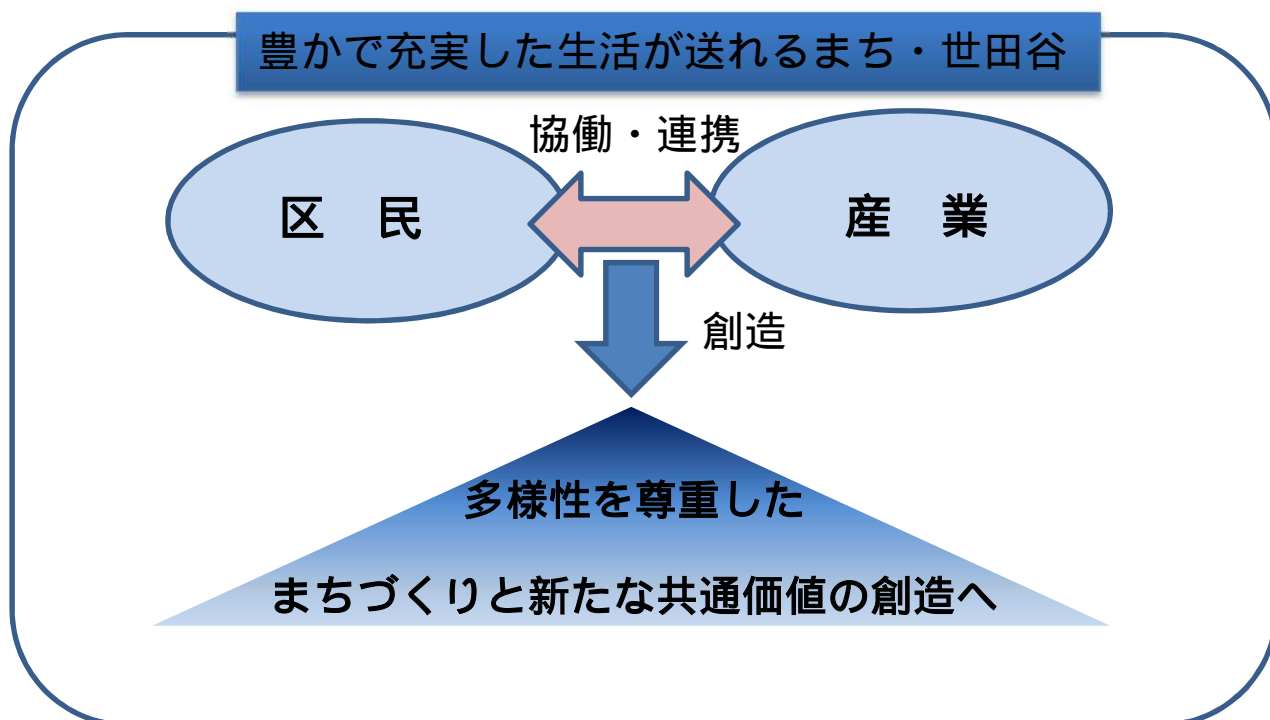 豊かで充実した生活が送れるまち・世田谷
協働・連携
区　民
産　業
創造
多様性を尊重した
まちづくりと新たな共通価値の創造へ